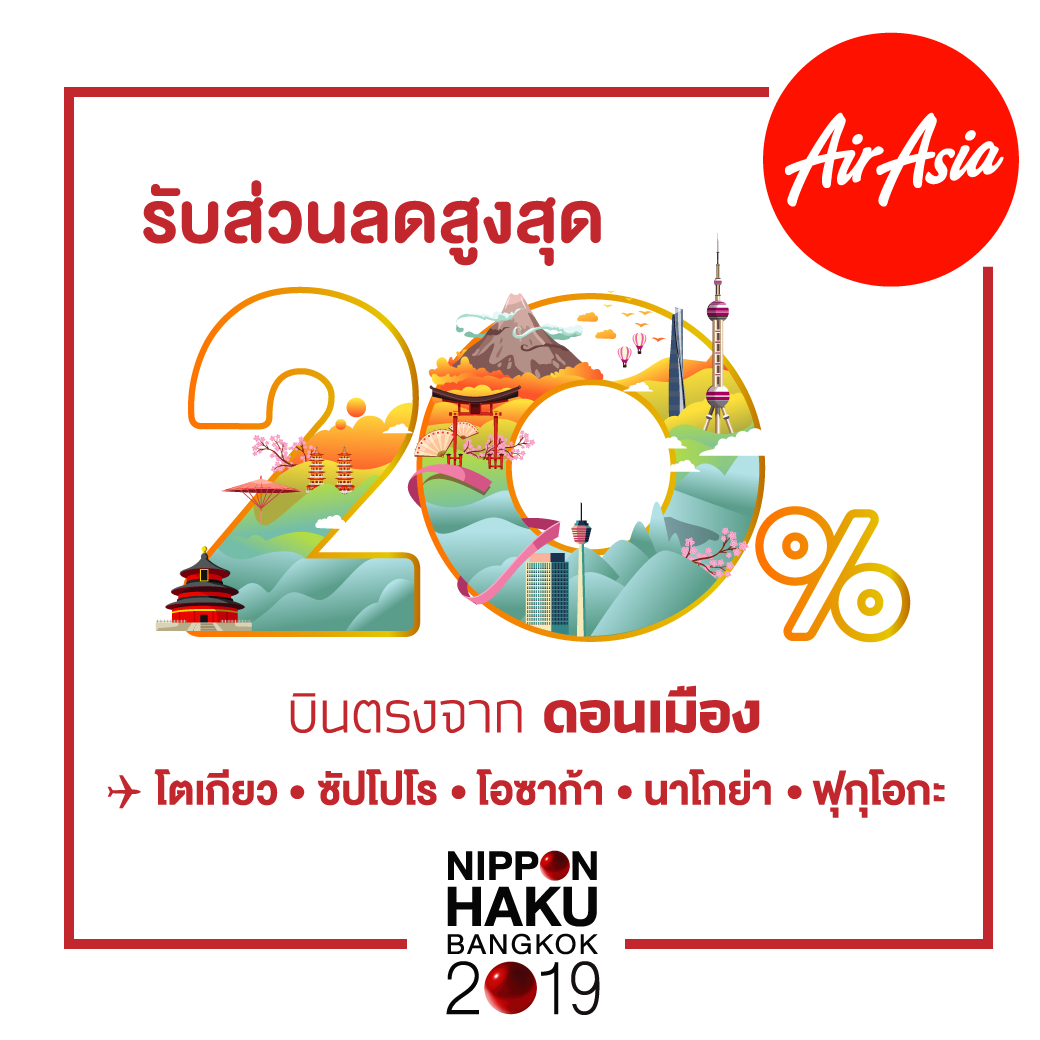 AirAsia
รับส่วนลดสูงสุด
20%
บินตรงจาก ดอนเมือง
โตเกียว • ซัปโปโร • โอซาก้า • นาโกย่า • ฟุกุโอกะ
NIPPON
HAKU
BANGKOK
2019